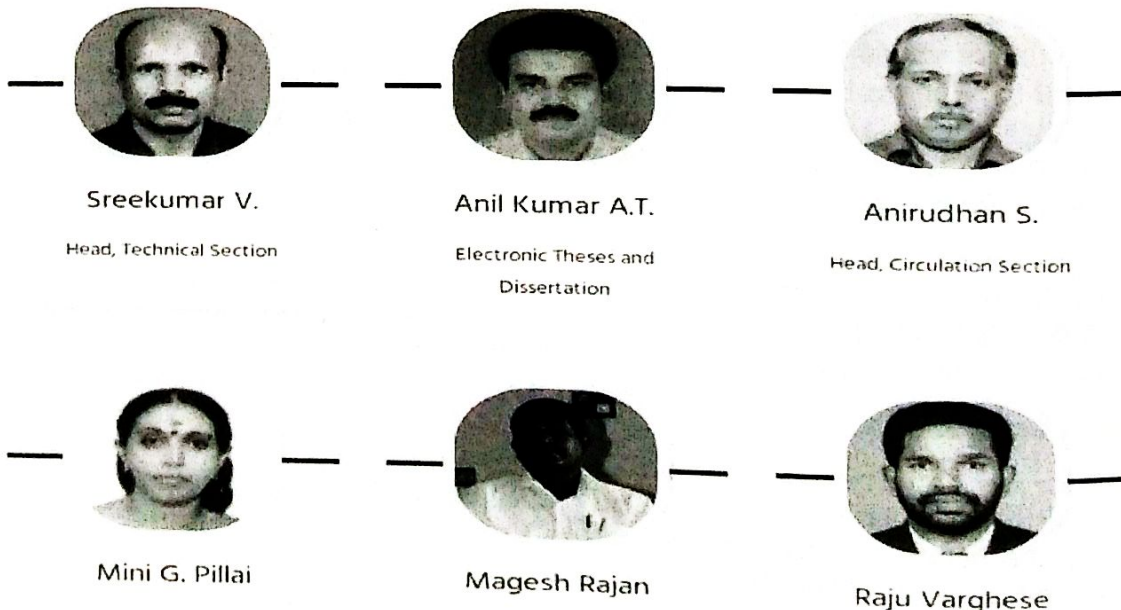 Sreekumar V.
Anil Kumar A.T.
Anirudhan S.
Head, Technical Section
Electronic Theses and
Dissertation
Head, Circulation Section
Mini G. Pillai
Magesh Rajan
Raju Varghese